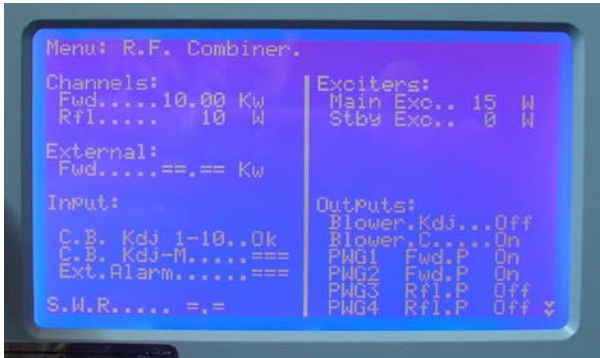 Menu: R.F. Combiner.
Channels:
Fwd.....10.00 Kw
Rfl..... 10 W
External:
Fwd.....==.== Kw
Input:
C.B. Kdj 1-10..Ok
C.B. Kdj-M.....===
Ext.Alarm......===
S.W.R..... =.=
Exciters:
Main Exc.. 15 W
Stby Exc.. 0 W
Outputs:
Blower.Kdj...Off
Blower.C.....On
PWG1 Fwd.P On
PWG2 Fwd.P On
PWG3 Rfl.P Off
PWG4 Rfl.P Off